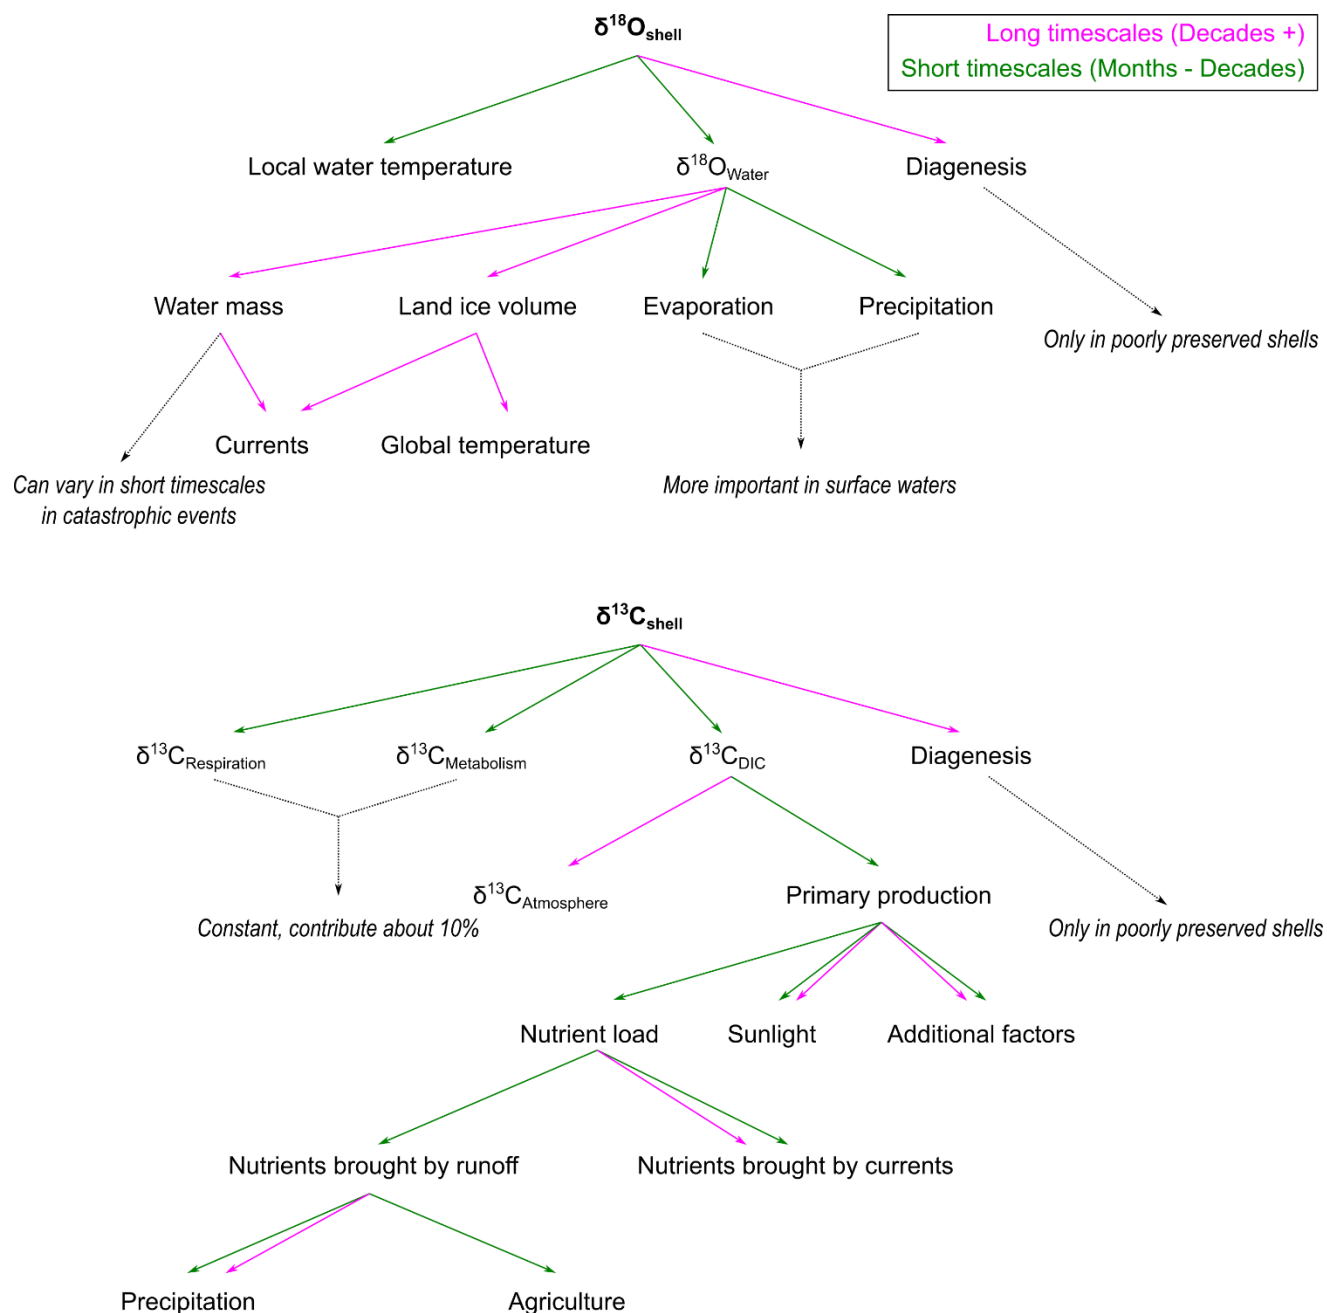 δ¹⁸Oshell
Long timescales (Decades +)
Short timescales (Months - Decades)
Local water temperature
δ¹⁸OWater
Diagenesis
Water mass
Land ice volume
Evaporation
Precipitation
Only in poorly preserved shells
Currents
Global temperature
Can vary in short timescales
in catastrophic events
More important in surface waters
δ¹³Cshell
δ¹³CRespiration
δ¹³CMetabolism
δ¹³CDIC
Diagenesis
δ¹³CAtmosphere
Primary production
Constant, contribute about 10%
Only in poorly preserved shells
Nutrient load
Sunlight
Additional factors
Nutrients brought by runoff
Nutrients brought by currents
Precipitation
Agriculture